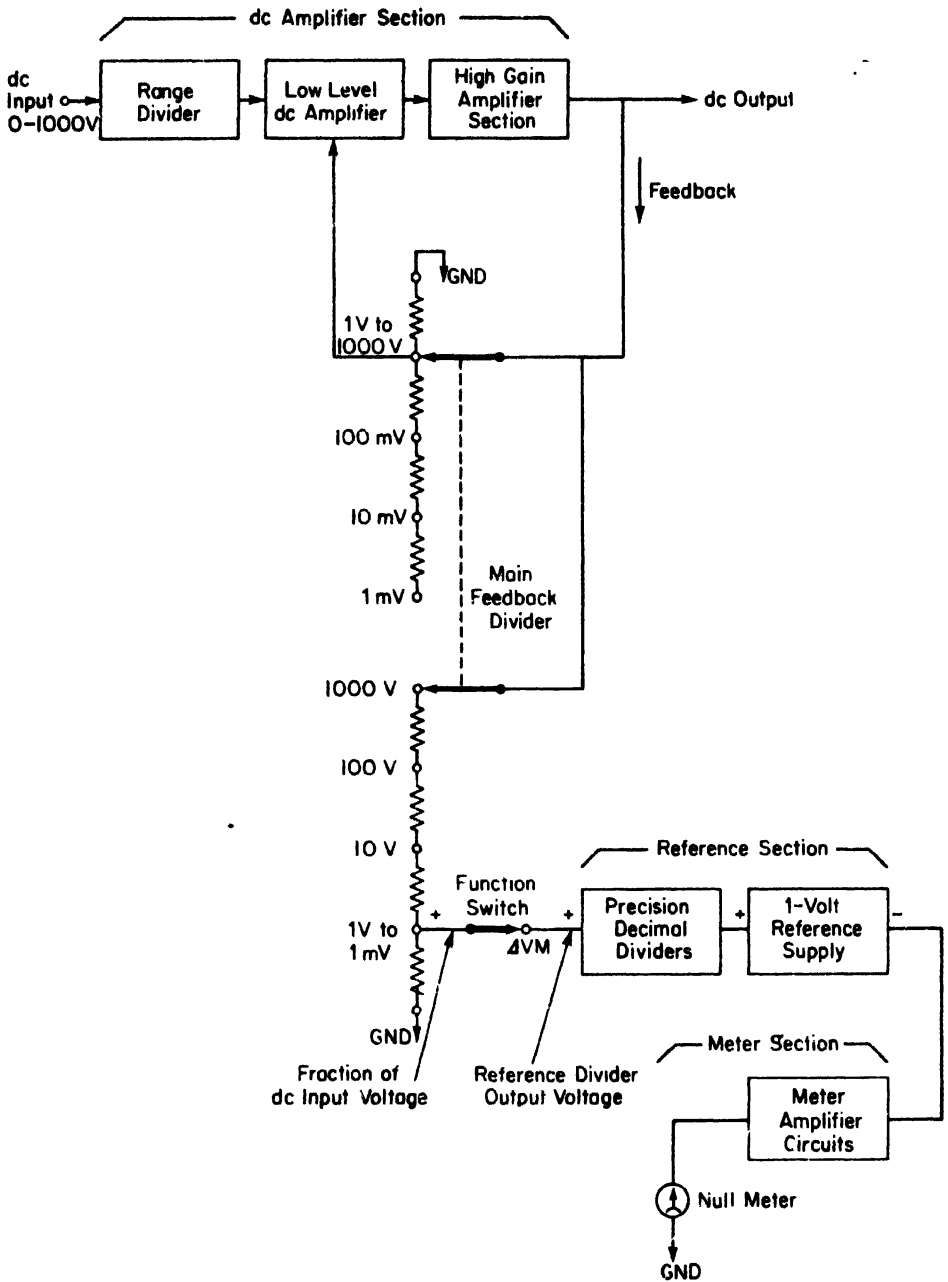 dc Amplifier Section
dc
Input
0-1000V
Range
Divider
Low Level
dc Amplifier
High Gain
Amplifier
Section
dc Output
Feedback
GND
1V to
1000V
100 mV
10 mV
1 mV
Main
Feedback
Divider
1000 V
100 V
10 V
1V to
1mV
+
Function
Switch
ΔVM
+
GND
Fraction of
dc Input Voltage
Reference Divider
Output Voltage
Reference Section
Precision
Decimal
Dividers
+
1-Volt
Reference
Supply
-
Meter Section
Meter
Amplifier
Circuits
Null Meter
GND